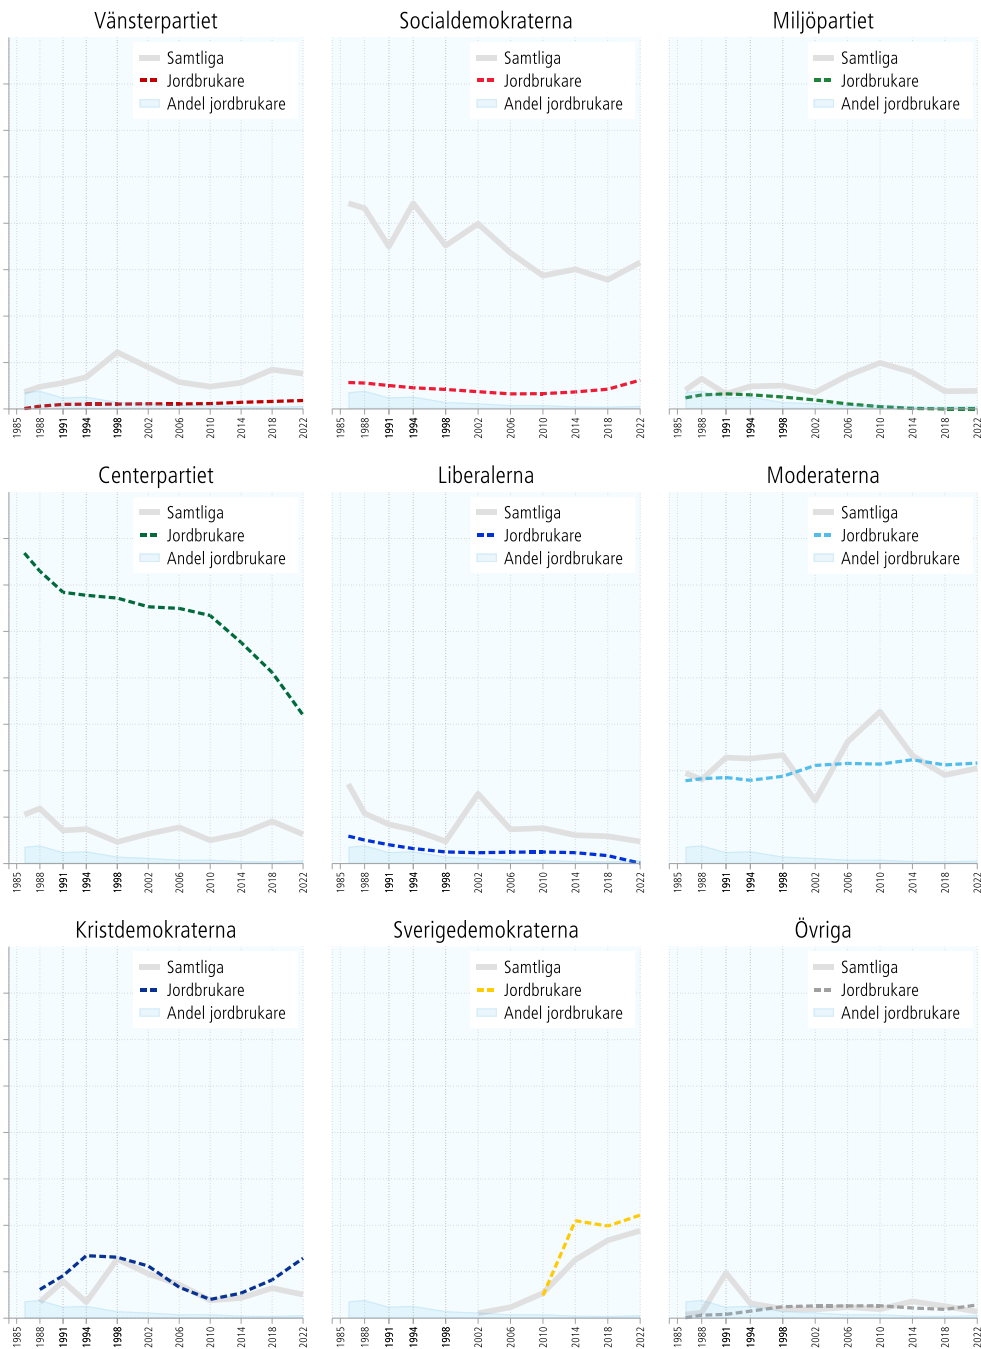 Vänsterpartiet
Samtliga
Jordbrukare
Andel jordbrukare
1985 1988 1991 1994 1998 2002 2006 2010 2014 2018 2022
Socialdemokraterna
Samtliga
Jordbrukare
Andel jordbrukare
1985 1988 1991 1994 1998 2002 2006 2010 2014 2018 2022
Miljöpartiet
Samtliga
Jordbrukare
Andel jordbrukare
1985 1988 1991 1994 1998 2002 2006 2010 2014 2018 2022
Centerpartiet
Samtliga
Jordbrukare
Andel jordbrukare
1985 1988 1991 1994 1998 2002 2006 2010 2014 2018 2022
Liberalerna
Samtliga
Jordbrukare
Andel jordbrukare
1985 1988 1991 1994 1998 2002 2006 2010 2014 2018 2022
Moderaterna
Samtliga
Jordbrukare
Andel jordbrukare
1985 1988 1991 1994 1998 2002 2006 2010 2014 2018 2022
Kristdemokraterna
Samtliga
Jordbrukare
Andel jordbrukare
1985 1988 1991 1994 1998 2002 2006 2010 2014 2018 2022
Sverigedemokraterna
Samtliga
Jordbrukare
Andel jordbrukare
1985 1988 1991 1994 1998 2002 2006 2010 2014 2018 2022
Övriga
Samtliga
Jordbrukare
Andel jordbrukare
1985 1988 1991 1994 1998 2002 2006 2010 2014 2018 2022